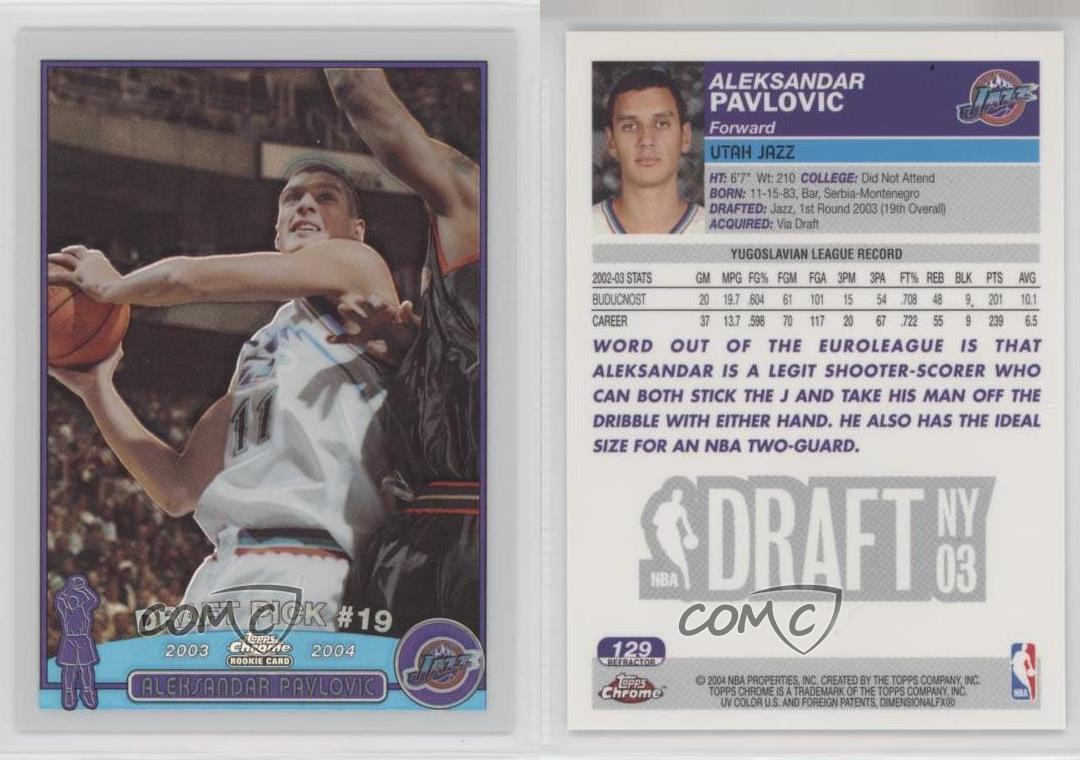 11
DRAFT PICK #19
2003 Topps Chrome 2004
ROOKIE CARD
ALEKSANDAR PAVLOVIC
JAZZ
COMC
ALEKSANDAR
PAVLOVIC
Forward
UTAH JAZZ
JAZZ
HT: 6'7" Wt: 210 COLLEGE: Did Not Attend
BORN: 11-15-83, Bar, Serbia-Montenegro
DRAFTED: Jazz, 1st Round 2003 (19th Overall)
ACQUIRED: Via Draft
YUGOSLAVIAN LEAGUE RECORD
2002-03 STATS GM MPG FG% FGM FGA 3PM 3PA FT% REB BLK PTS AVG
BUDUCNOST 20 19.7 .604 61 101 15 54 .708 48 9 201 10.1
CAREER 37 13.7 .598 70 117 20 67 .722 55 9 239 6.5
WORD OUT OF THE EUROLEAGUE IS THAT
ALEKSANDAR IS A LEGIT SHOOTER-SCORER WHO
CAN BOTH STICK THE J AND TAKE HIS MAN OFF THE
DRIBBLE WITH EITHER HAND. HE ALSO HAS THE IDEAL
SIZE FOR AN NBA TWO-GUARD.
NBA DRAFT NY 03
COMC
129
REFRACTOR
Topps Chrome
© 2004 NBA PROPERTIES, INC. CREATED BY THE TOPPS COMPANY, INC.
TOPPS CHROME IS A TRADEMARK OF THE TOPPS COMPANY, INC.
UV COLOR U.S. AND FOREIGN PATENTS, DIMENSIONALFX®
NBA